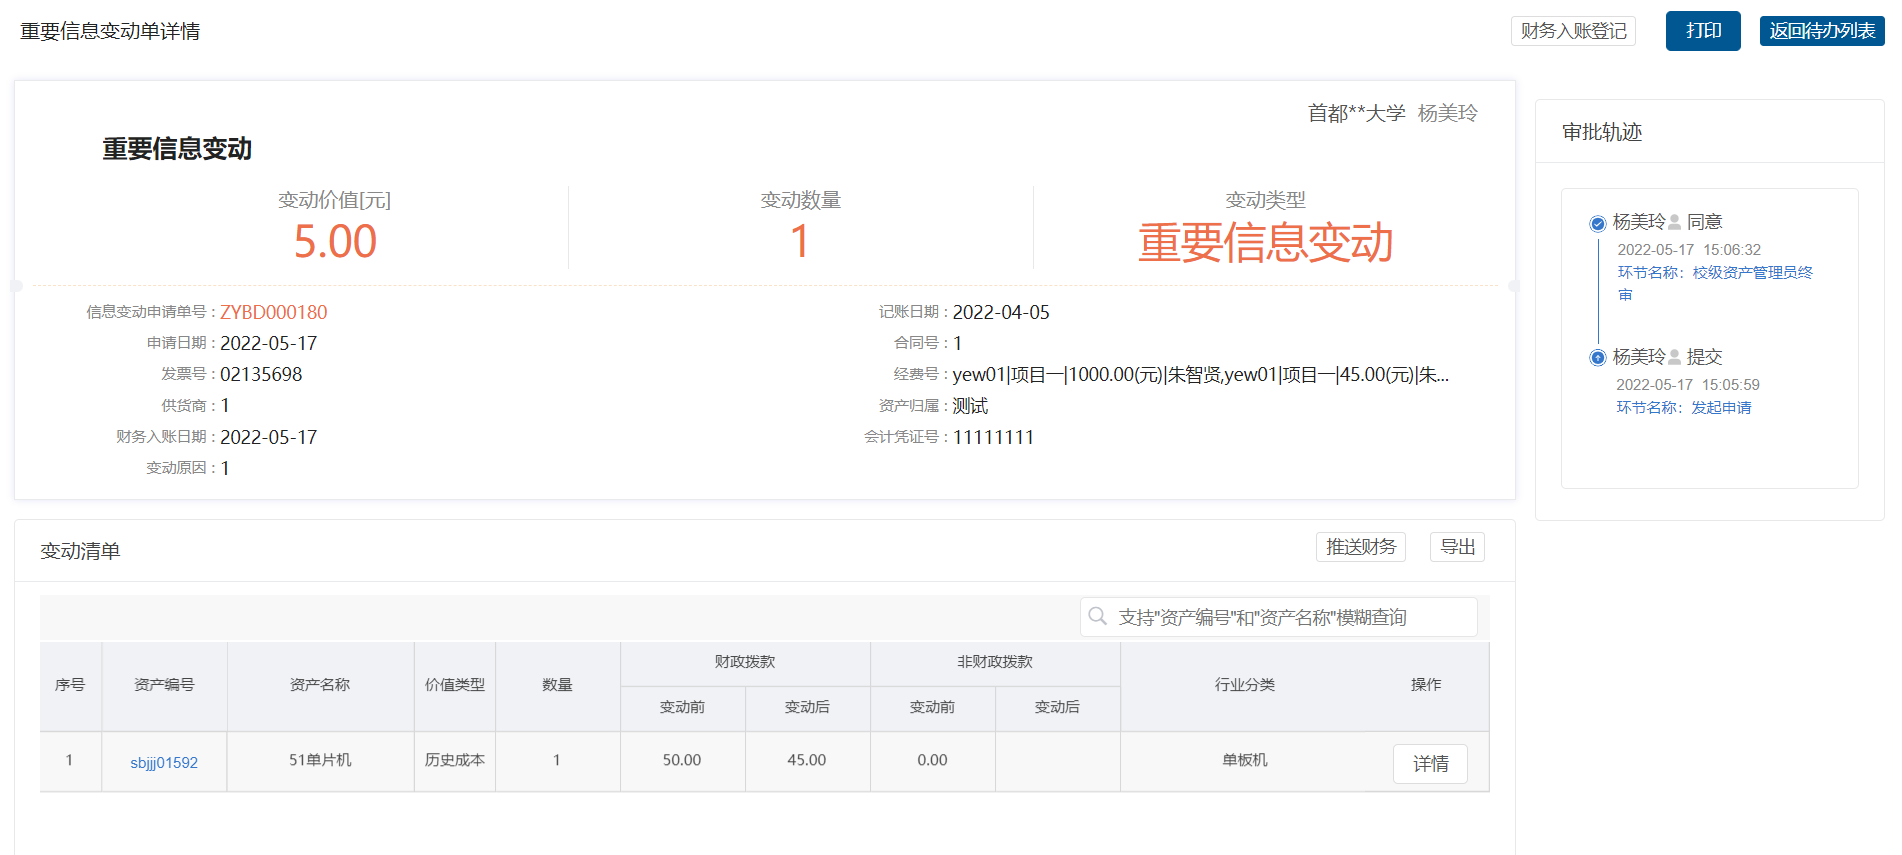 重要信息变动单详情
财务入账登记
打印
返回待办列表
首都**大学 杨美玲
重要信息变动
变动价值[元]
5.00
变动数量
1
变动类型
重要信息变动
信息变动申请单号 : ZYBD000180
记账日期 : 2022-04-05
申请日期 : 2022-05-17
合同号 : 1
发票号 : 02135698
经费号 : yew01|项目一|1000.00(元)|朱智贤,yew01|项目一|45.00(元)|朱...
供货商 : 1
资产归属 : 测试
财务入账日期 : 2022-05-17
会计凭证号 : 11111111
变动原因 : 1
审批轨迹
杨美玲 同意
2022-05-17 15:06:32
环节名称：校级资产管理员终
审
杨美玲 提交
2022-05-17 15:05:59
环节名称：发起申请
变动清单
推送财务
导出
支持"资产编号"和"资产名称"模糊查询
序号 资产编号 资产名称 价值类型 数量 财政拨款 非财政拨款 行业分类 操作
变动前 变动后 变动前 变动后
1 sbjjj01592 51单片机 历史成本 1 50.00 45.00 0.00 单板机 详情